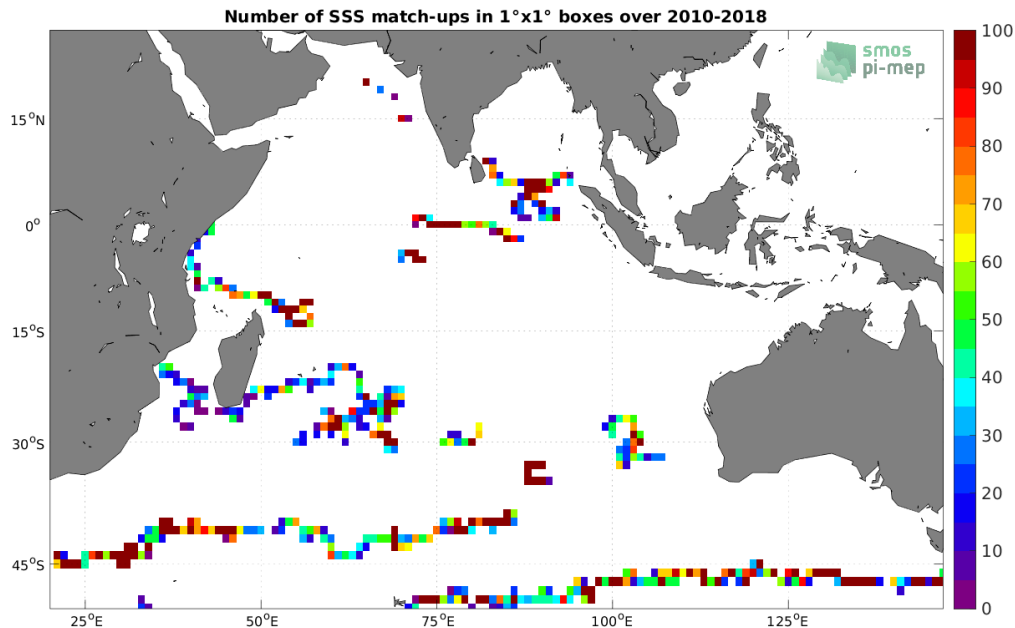 Number of SSS match-ups in 1°x1° boxes over 2010-2018
smos
pi-mep
100
90
80
70
60
50
40
30
20
10
0
15°N
0°
15°S
30°S
45°S
25°E
50°E
75°E
100°E
125°E